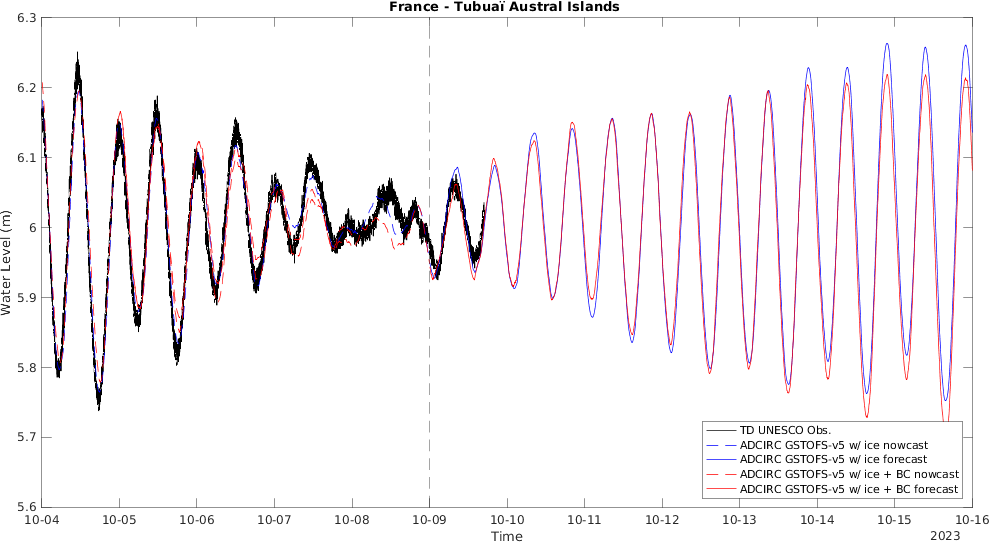 France - Tubuaï Austral Islands
Water Level (m)
6.3
6.2
6.1
6
5.9
5.8
5.7
5.6
TD UNESCO Obs.
ADCIRC GSTOFS-v5 w/ ice nowcast
ADCIRC GSTOFS-v5 w/ ice forecast
ADCIRC GSTOFS-v5 w/ ice + BC nowcast
ADCIRC GSTOFS-v5 w/ ice + BC forecast
10-04 10-05 10-06 10-07 10-08 10-09 10-10 10-11 10-12 10-13 10-14 10-15 10-16
Time
2023